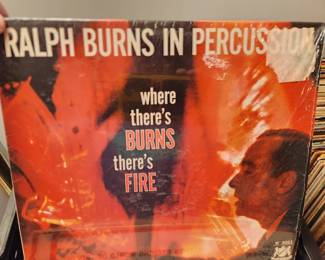 RALPH BURNS IN PERCUSSION
where
there's
BURNS
there's
FIRE